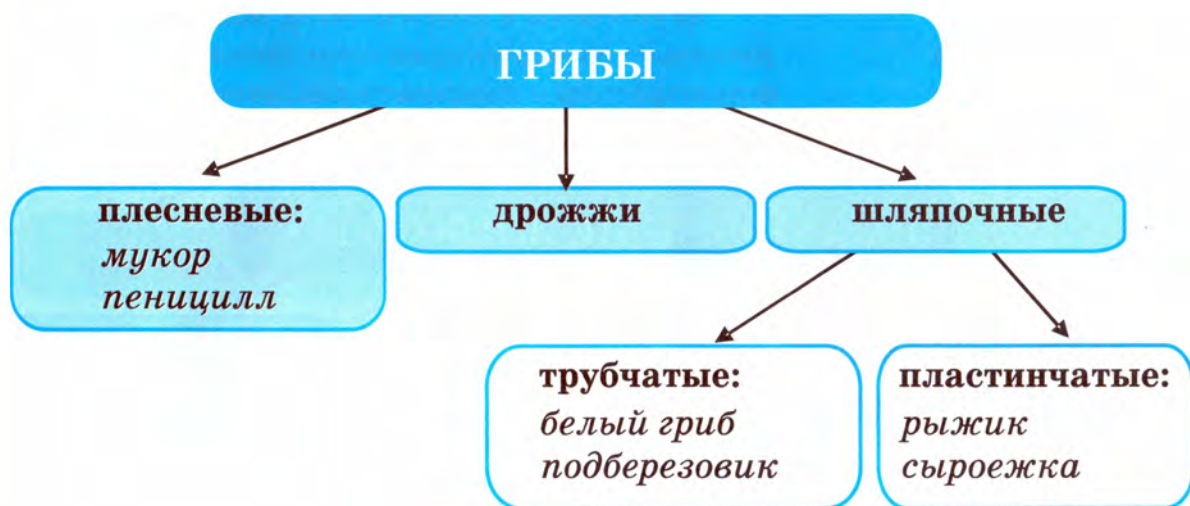 ГРИБЫ
плесневые:
мукор
пеницилл
дрожжи
шляпочные
трубчатые:
белый гриб
подберезовик
пластинчатые:
рыжик
сыроежка